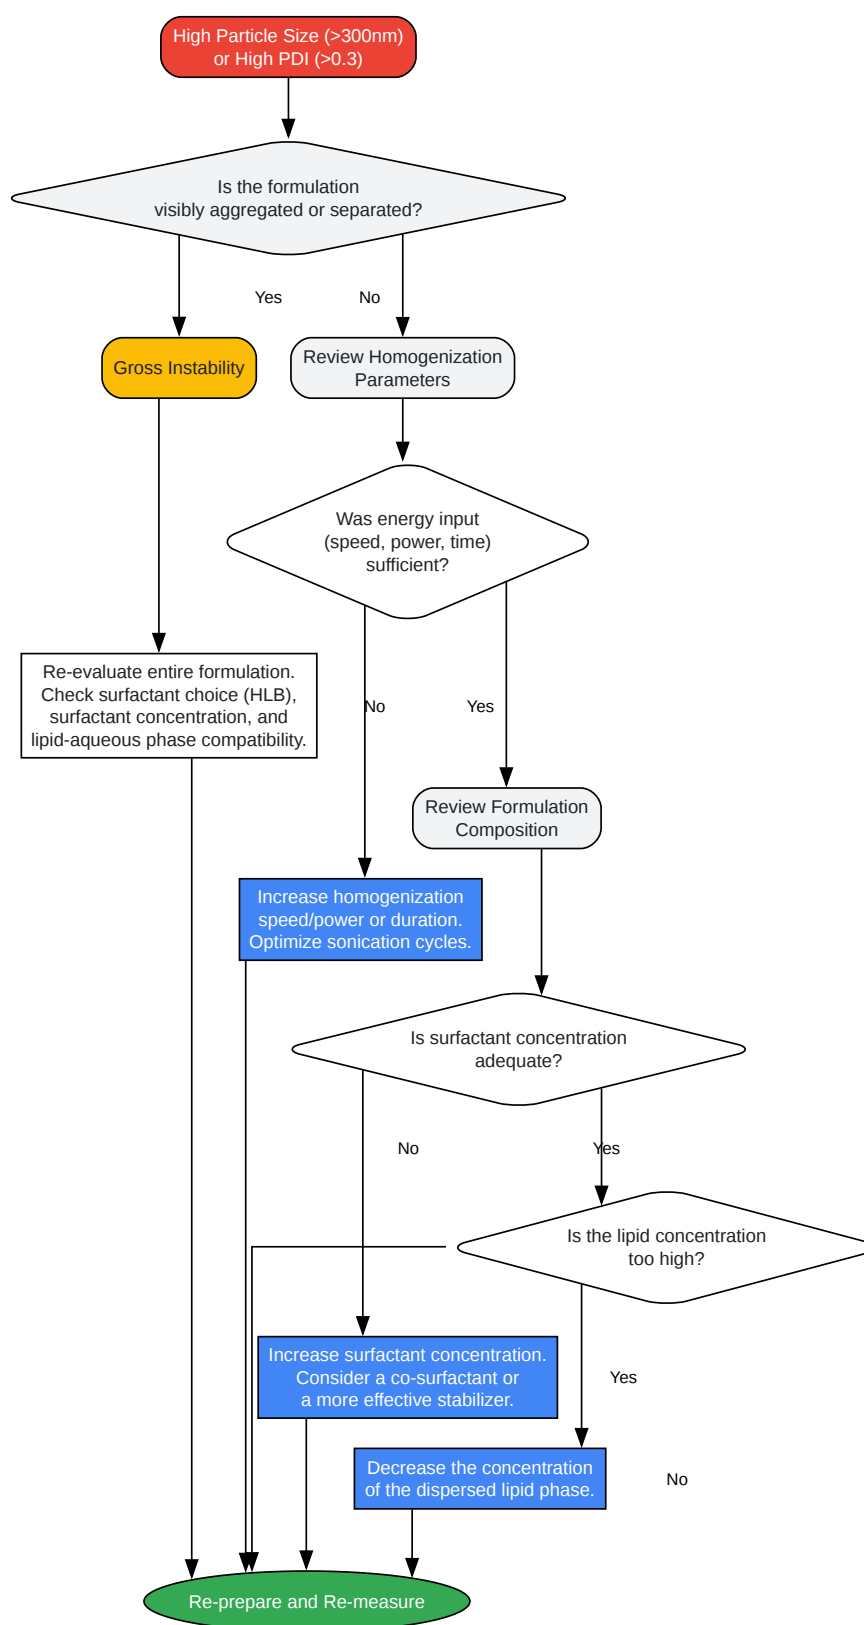 High Particle Size (>300nm)
or High PDI (>0.3)
Is the formulation
visibly aggregated or separated?
Yes
No
Gross Instability
Review Homogenization
Parameters
Was energy input
(speed, power, time)
sufficient?
Re-evaluate entire formulation.
Check surfactant choice (HLB),
surfactant concentration, and
lipid-aqueous phase compatibility.
No
Yes
Review Formulation
Composition
Increase homogenization
speed/power or duration.
Optimize sonication cycles.
Is surfactant concentration
adequate?
No
Yes
Is the lipid concentration
too high?
Increase surfactant concentration.
Consider a co-surfactant or
a more effective stabilizer.
Yes
Decrease the concentration
of the dispersed lipid phase.
No
Re-prepare and Re-measure